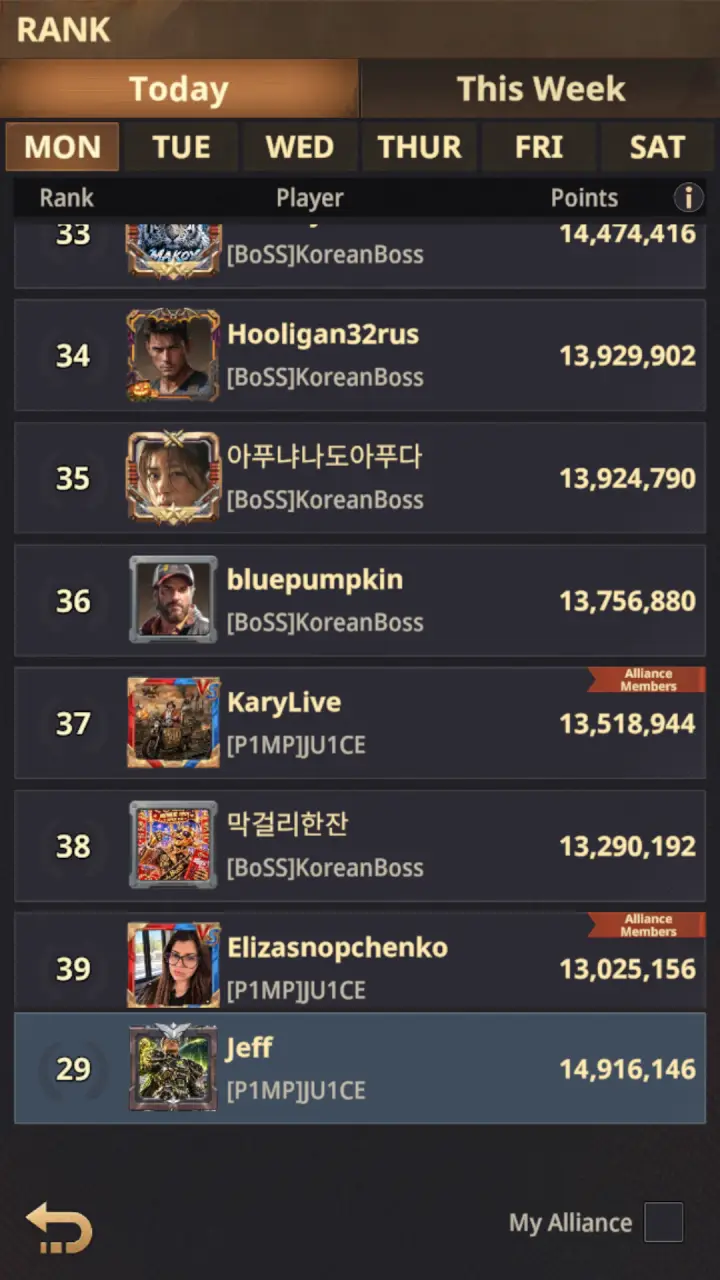 RANK
Today
This Week
MON
TUE
WED
THUR
FRI
SAT
Rank
Player
Points
i
33
MAKOY
[BoSS]KoreanBoss
14,474,416
34
Hooligan32rus
[BoSS]KoreanBoss
13,929,902
35
아푸냐나도아푸다
[BoSS]KoreanBoss
13,924,790
36
bluepumpkin
[BoSS]KoreanBoss
13,756,880
37
VS
KaryLive
[P1MP]JU1CE
Alliance
Members
13,518,944
38
막걸리한잔
[BoSS]KoreanBoss
13,290,192
39
VS
Elizasnopchenko
[P1MP]JU1CE
Alliance
Members
13,025,156
29
Jeff
[P1MP]JU1CE
14,916,146
My Alliance